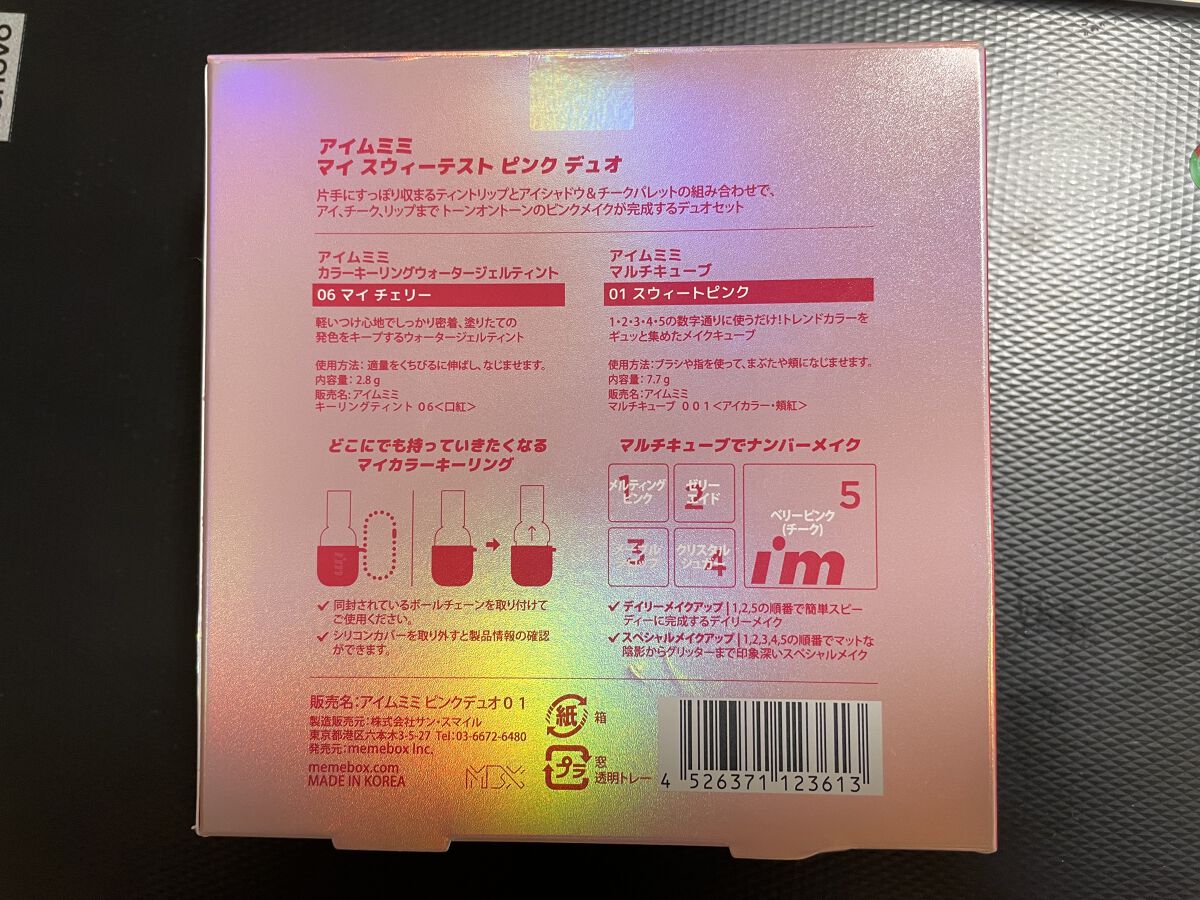 アイムミミ
マイ スウィーテスト ピンク デュオ
片手にすっぽり収まるティントリップとアイシャドウ＆チークパレットの組み合わせで、
アイ、チーク、リップまでトーンオントーンのピンクメイクが完成するデュオセット
アイムミミ
カラーキーリングウォータージェルティント
06 マイ チェリー
軽いつけ心地でしっかり密着、塗りたての
発色をキープするウォータージェルティント
使用方法：適量をくちびるに伸ばし、なじませます。
内容量：2.8g
販売名：アイムミミ
キーリングティント 06＜口紅＞
アイムミミ
マルチキューブ
01 スウィートピンク
1・2・3・4・5の数字通りに使うだけ!トレンドカラーを
ギュッと集めたメイクキューブ
使用方法：ブラシや指を使って、まぶたや頬になじませます。
内容量：7.7g
販売名：アイムミミ
マルチキューブ 001＜アイカラー・頬紅＞
どこにでも持っていきたくなる
マイカラーキーリング
i'm
✓ 同封されているボールチェーンを取り付けて
ご使用ください。
✓ シリコンカバーを取り外すと製品情報の確認
ができます。
マルチキューブでナンバーメイク
1
メルティング
ピンク
2
ゼリー
エイド
3
4
クリスタル
シュガー
5
ベリーピンク
(チーク)
i'm
✓ デイリーメイクアップ | 1,2,5の順番で簡単スピー
ディーに完成するデイリーメイク
✓ スペシャルメイクアップ | 1,2,3,4,5の順番でマットな
陰影からグリッターまで印象深いスペシャルメイク
販売名：アイムミミ ピンクデュオ01
製造販売元：株式会社サン・スマイル
東京都港区六本木3-5-27 Tel：03-6672-6480
発売元：memebox Inc.
memebox.com
MADE IN KOREA
MBX
紙 箱
プラ 窓
透明トレー
4 526371 123613